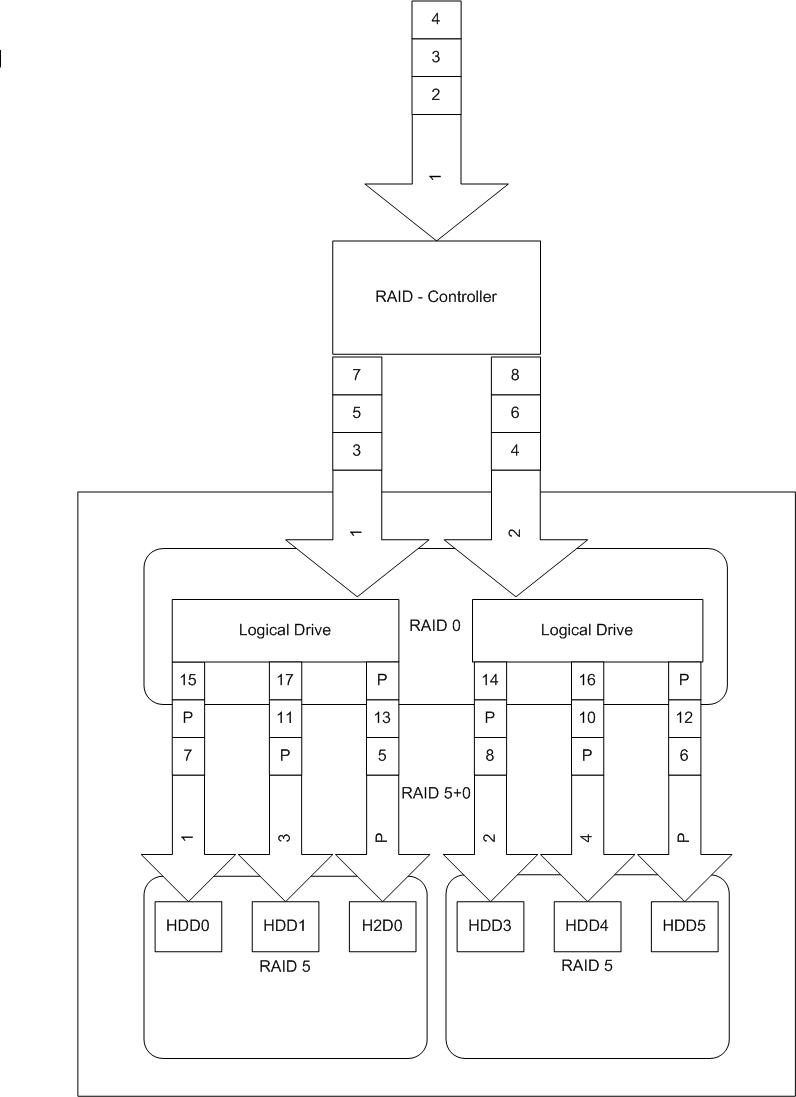 4
3
2
1
RAID - Controller
7 8
5 6
3 4
1 2
Logical Drive RAID 0 Logical Drive
15 17 P 14 16 P
P 11 13 P 10 12
7 P 5 8 P 6
RAID 5+0
1 3 P 2 4 P
HDD0 HDD1 H2D0 HDD3 HDD4 HDD5
RAID 5 RAID 5